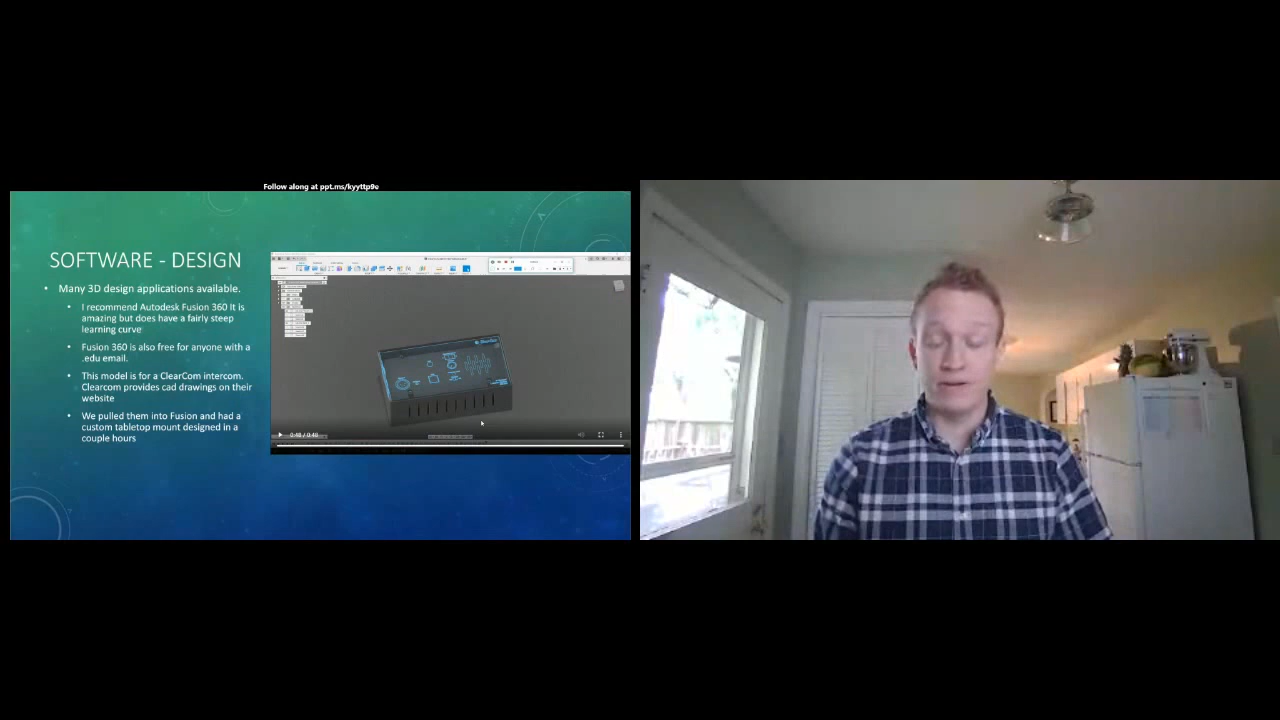 Follow along at ppt.ms/kyyttp9e
SOFTWARE - DESIGN
• Many 3D design applications available.
• I recommend Autodesk Fusion 360 It is
amazing but does have a fairly steep
learning curve
• Fusion 360 is also free for anyone with a
.edu email.
• This model is for a ClearCom intercom.
Clearcom provides cad drawings on their
website
• We pulled them into Fusion and had a
custom tabletop mount designed in a
couple hours